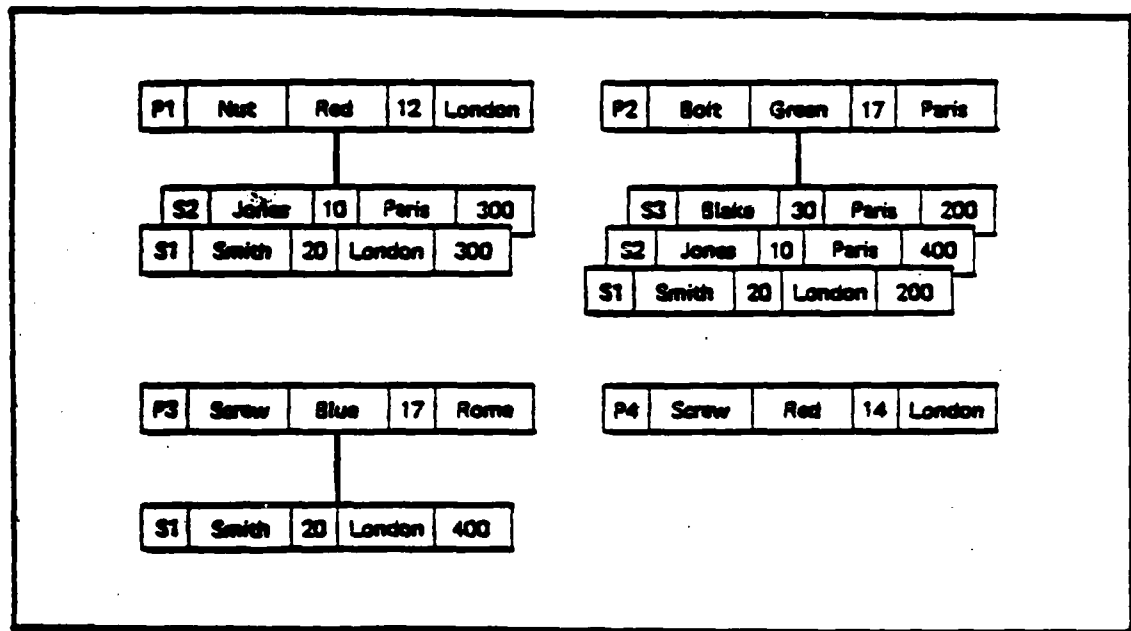 P1 Nut Red 12 London
S2 Jones 10 Paris 300
S1 Smith 20 London 300
P2 Bolt Green 17 Paris
S3 Blake 30 Paris 200
S2 Jones 10 Paris 400
S1 Smith 20 London 200
P3 Screw Blue 17 Rome
S1 Smith 20 London 400
P4 Screw Red 14 London